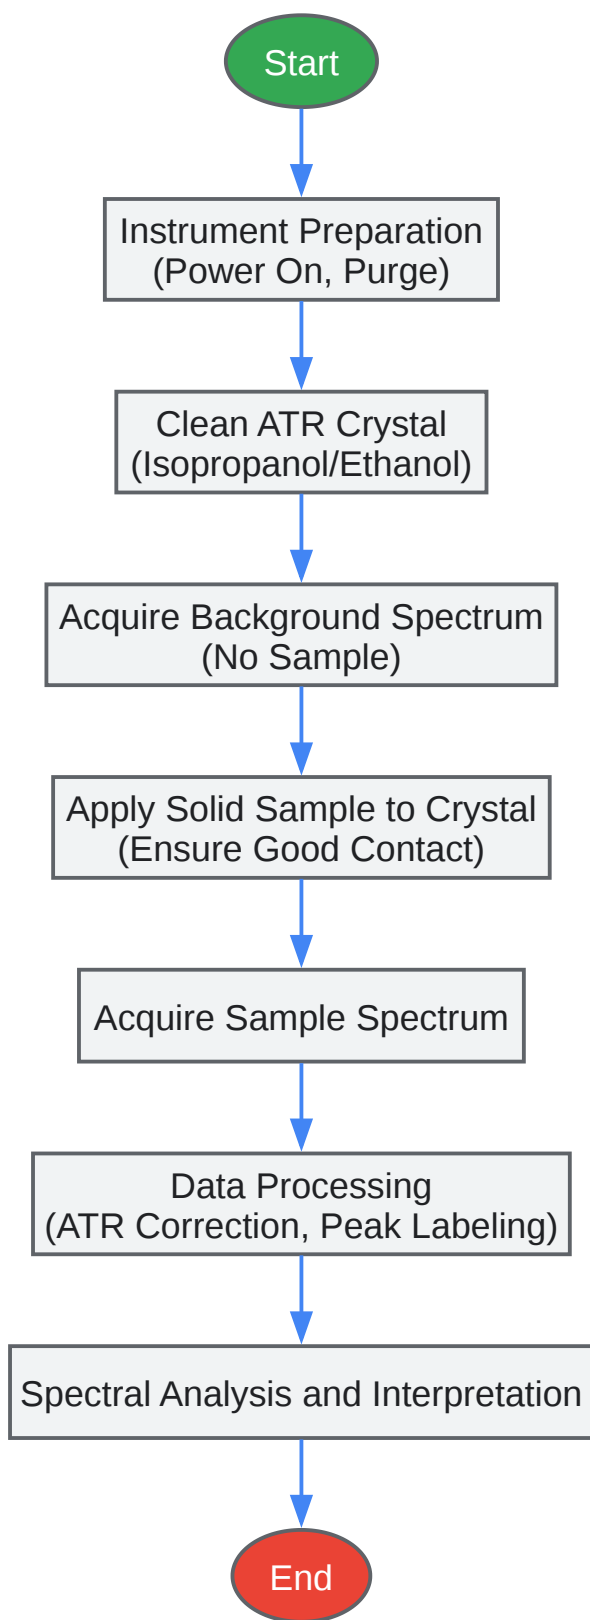 Start
Instrument Preparation
(Power On, Purge)
Clean ATR Crystal
(Isopropanol/Ethanol)
Acquire Background Spectrum
(No Sample)
Apply Solid Sample to Crystal
(Ensure Good Contact)
Acquire Sample Spectrum
Data Processing
(ATR Correction, Peak Labeling)
Spectral Analysis and Interpretation
End